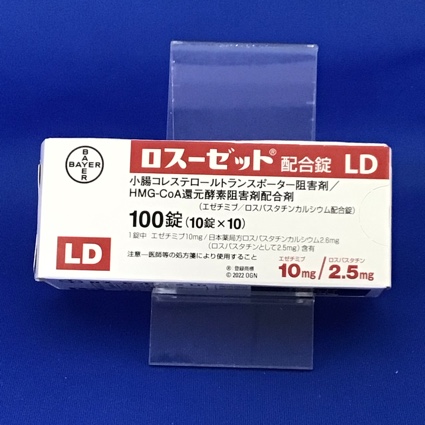 BAYER
BAYER
ロスーゼット® 配合錠 LD
小腸コレステロールトランスポーター阻害剤/
HMG-CoA還元酵素阻害剤配合剤
(エゼチミブ/ロスバスタチンカルシウム配合錠)
100錠(10錠×10)
1錠中 エゼチミブ10mg/日本薬局方ロスバスタチンカルシウム2.6mg
(ロスバスタチンとして2.5mg)含有
LD
注意―医師等の処方箋により使用すること
® 登録商標
© 2022 OGN
エゼチミブ ロスバスタチン
10mg/2.5mg